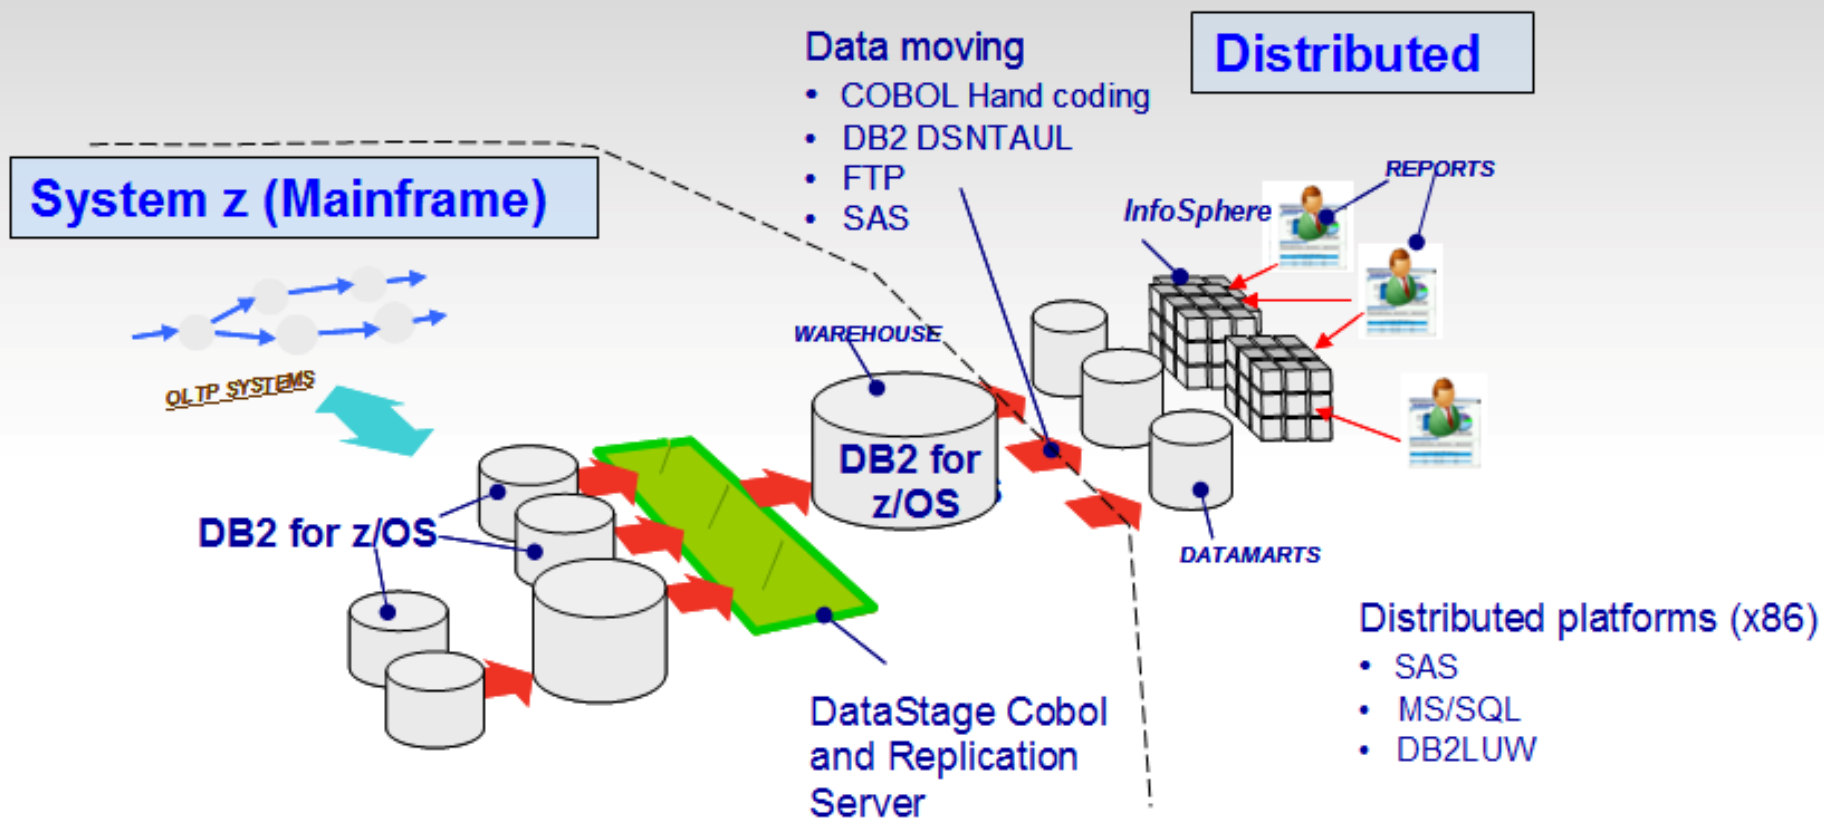 Data moving
• COBOL Hand coding
• DB2 DSNTAUL
• FTP
• SAS
Distributed
System z (Mainframe)
REPORTS
InfoSphere
OLTP SYSTEMS
WAREHOUSE
DB2 for
z/OS
DB2 for z/OS
DATAMARTS
DataStage Cobol
and Replication
Server
Distributed platforms (x86)
• SAS
• MS/SQL
• DB2LUW